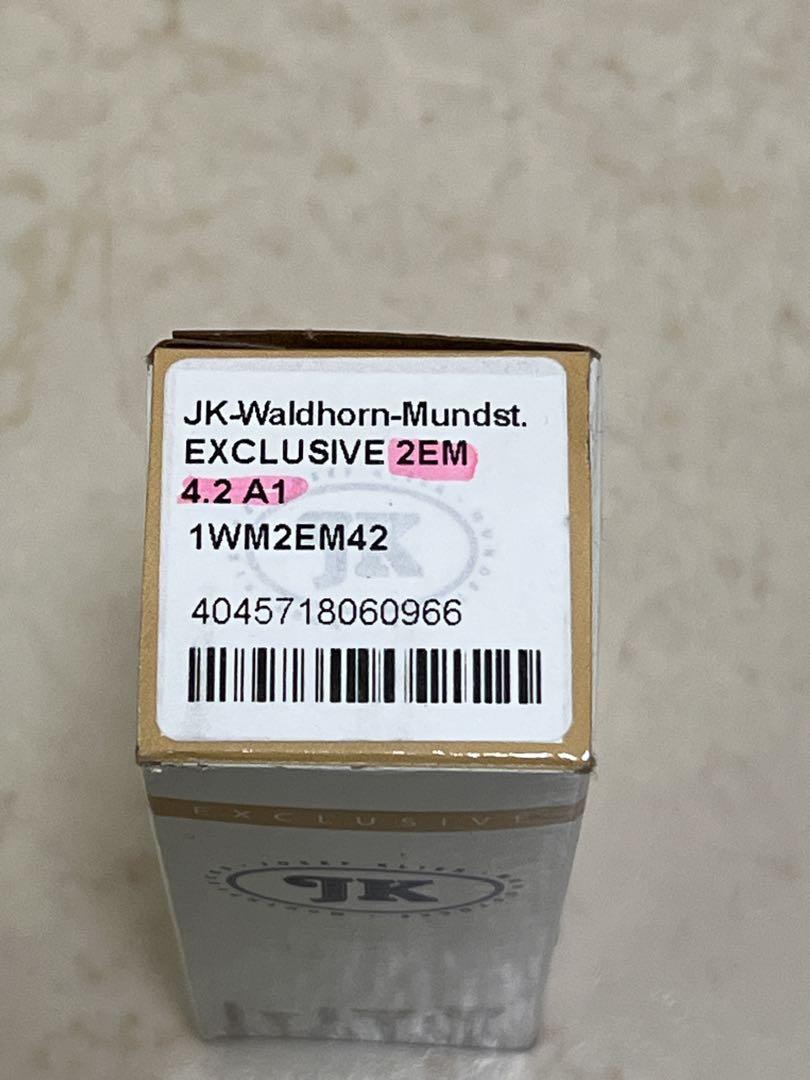 JK-Waldhorn-Mundst.
EXCLUSIVE 2EM
4.2 A1
1WM2EM42
4045718060966
EXCLUSIVE
JK